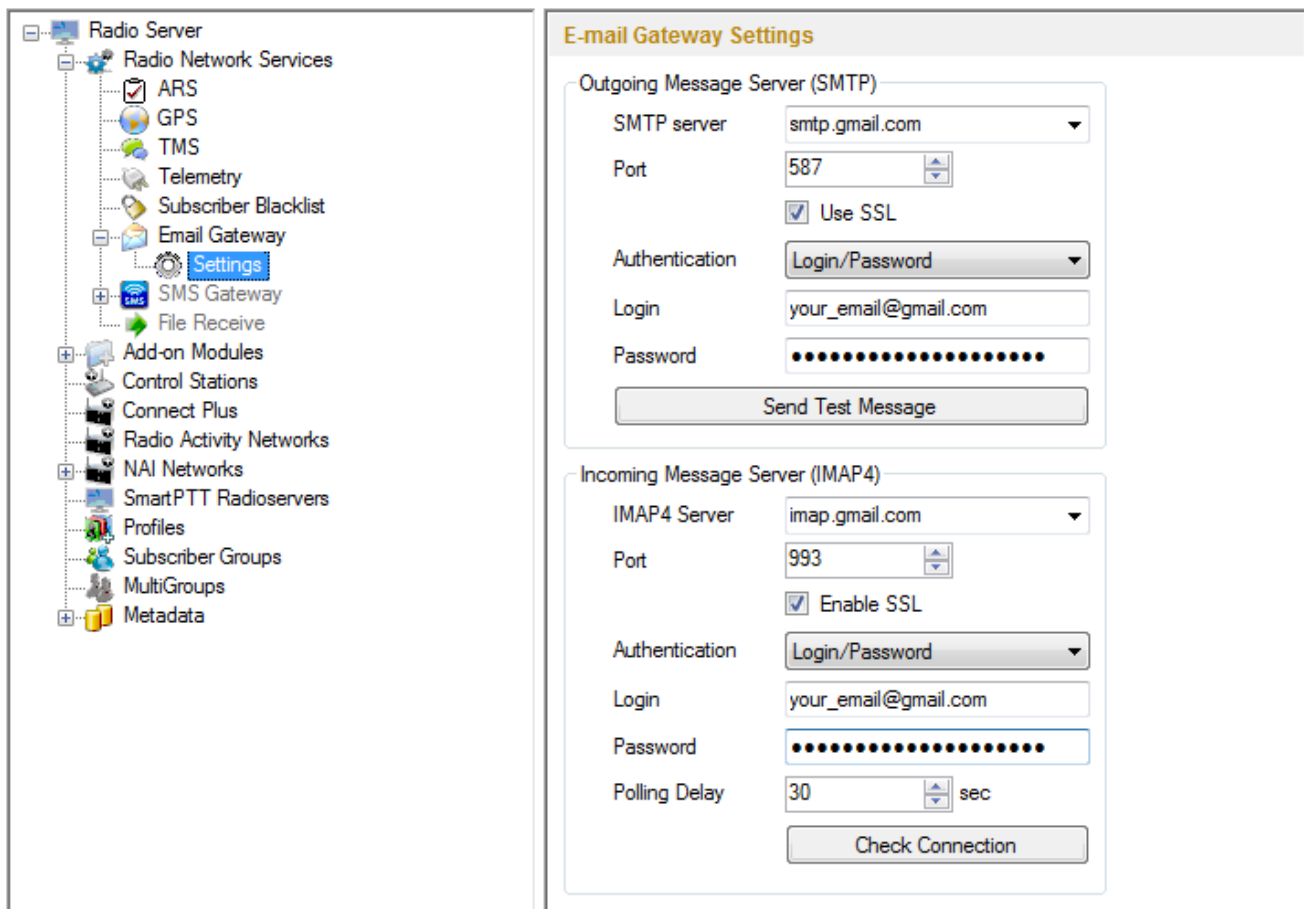 Radio Server
Radio Network Services
ARS
GPS
TMS
Telemetry
Subscriber Blacklist
Email Gateway
Settings
SMS Gateway
File Receive
Add-on Modules
Control Stations
Connect Plus
Radio Activity Networks
NAI Networks
SmartPTT Radioservers
Profiles
Subscriber Groups
MultiGroups
Metadata
E-mail Gateway Settings
Outgoing Message Server (SMTP)
SMTP server smtp.gmail.com
Port 587
Use SSL
Authentication Login/Password
Login your_email@gmail.com
Password ••••••••••••••••••••
Send Test Message
Incoming Message Server (IMAP4)
IMAP4 Server imap.gmail.com
Port 993
Enable SSL
Authentication Login/Password
Login your_email@gmail.com
Password ••••••••••••••••••••
Polling Delay 30 sec
Check Connection